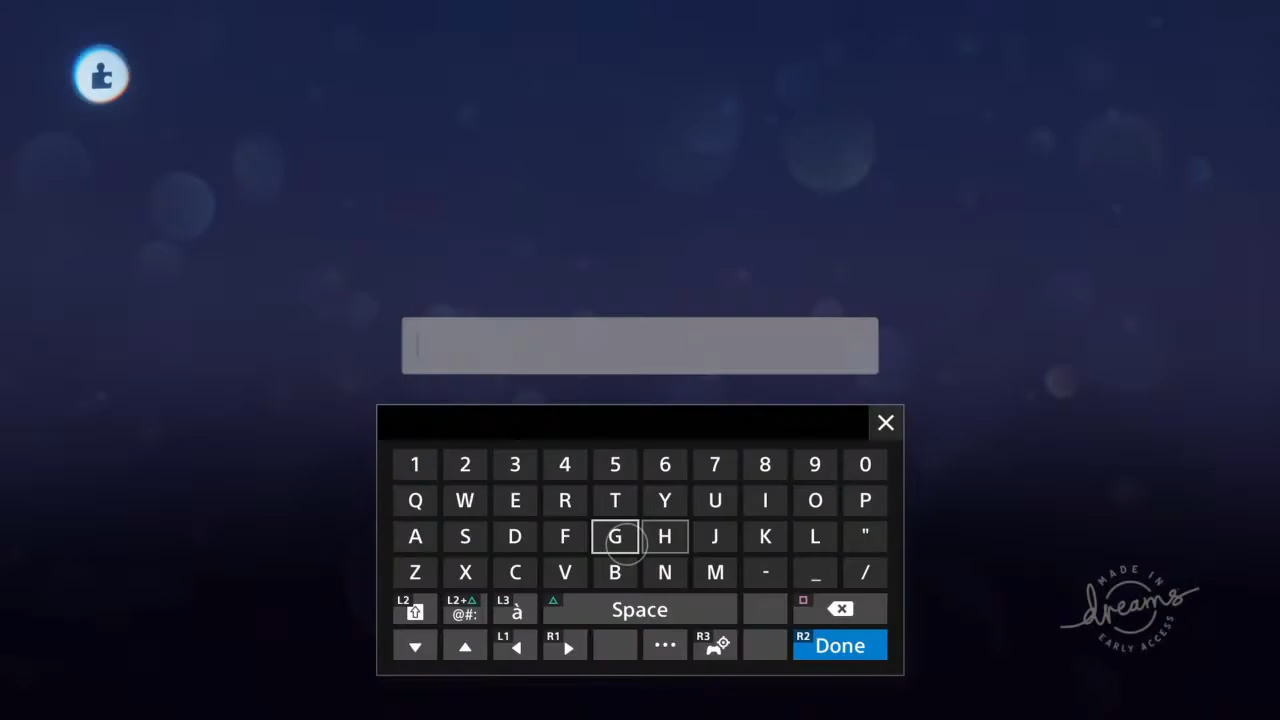 1 2 3 4 5 6 7 8 9 0
Q W E R T Y U I O P
A S D F G H J K L "
Z X C V B N M - _ /
L2 L2+△ @#: L3 à △ Space □
L1 R1 ... R3 R2 Done
MADE IN
dreams
EARLY ACCESS